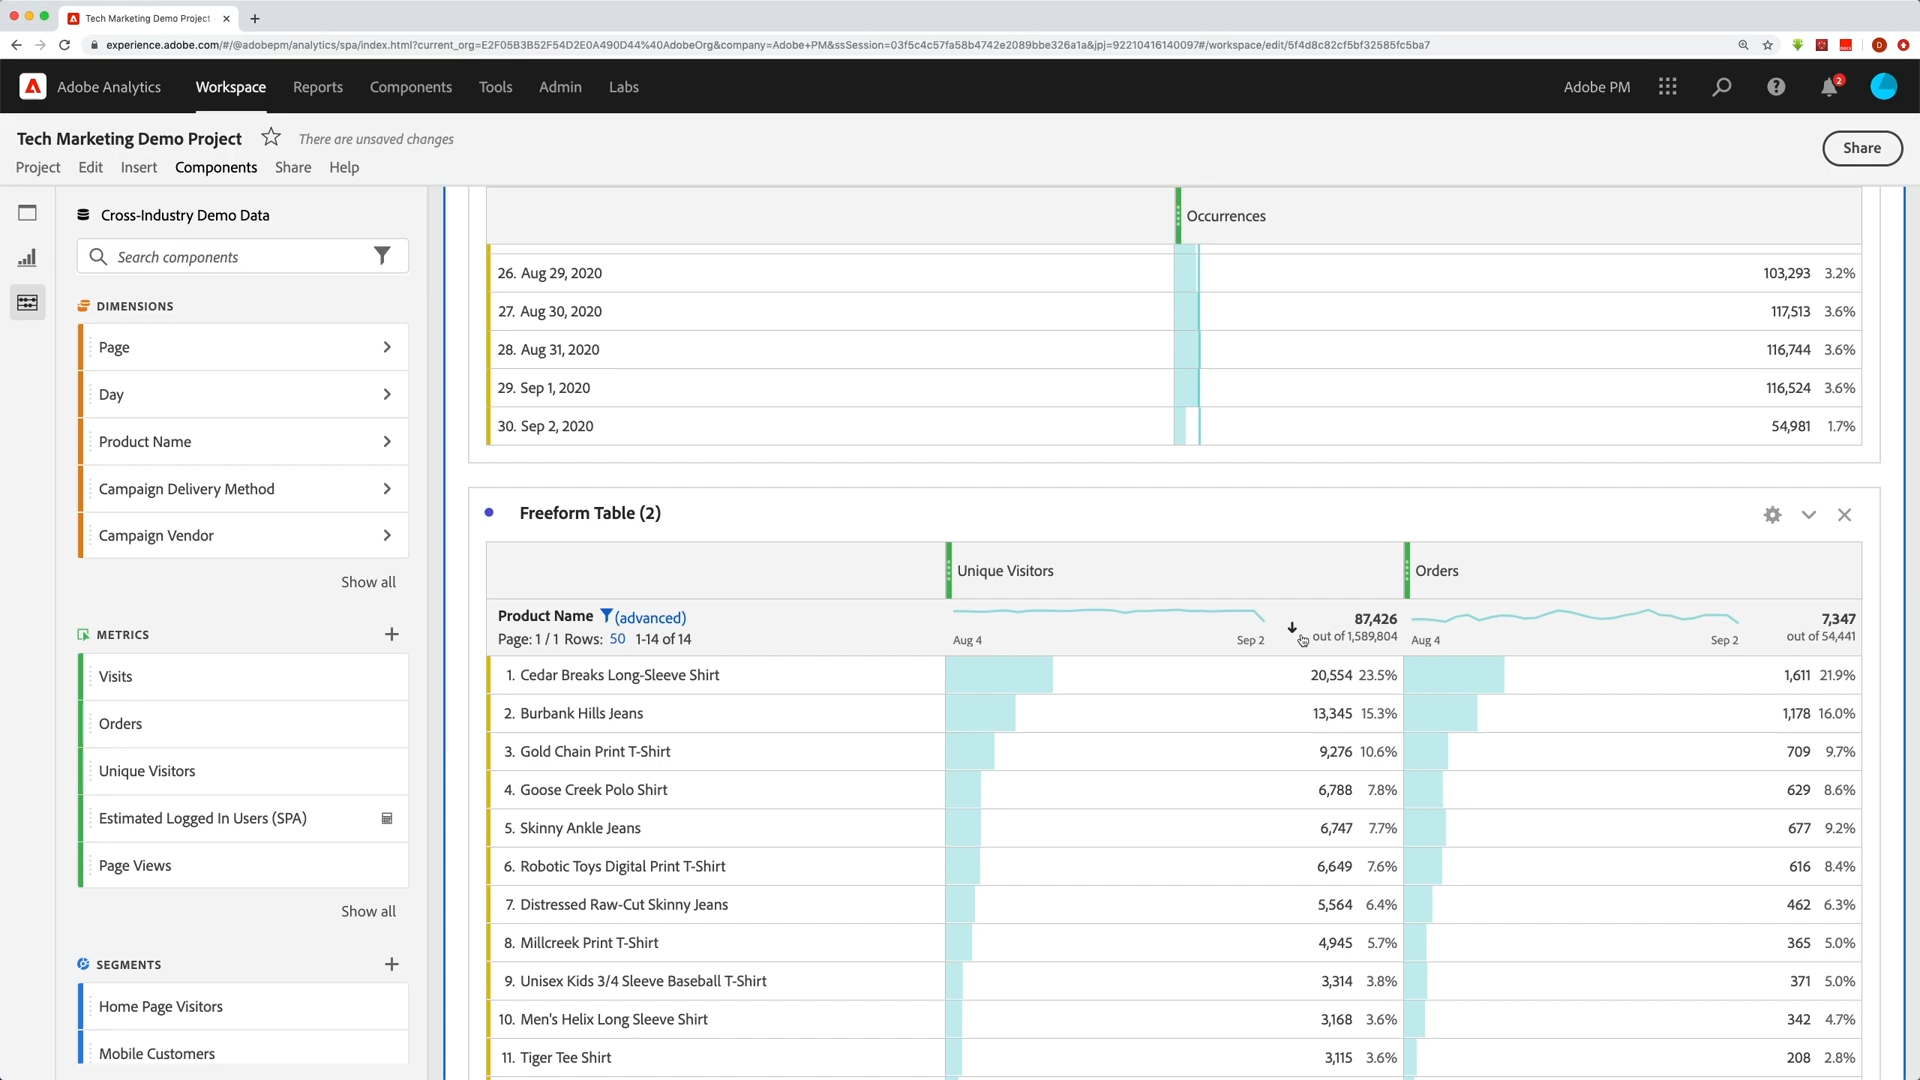 Tech Marketing Demo Project
experience.adobe.com/#/@adobepm/analytics/spa/index.html?current_org=E2F05B3B52F54D2E0A490D44%40AdobeOrg&company=Adobe+PM&ssSession=03f5c4c57fa58b4742e2089bbe326a1a&jpj=92210416140097#/workspace/edit/5f4d8c82cf5bf32585fc5ba7
Adobe Analytics
Workspace
Reports
Components
Tools
Admin
Labs
Adobe PM
2
Tech Marketing Demo Project
There are unsaved changes
Share
Project
Edit
Insert
Components
Share
Help
Cross-Industry Demo Data
Search components
DIMENSIONS
Page
Day
Product Name
Campaign Delivery Method
Campaign Vendor
Show all
METRICS
Visits
Orders
Unique Visitors
Estimated Logged In Users (SPA)
Page Views
Show all
SEGMENTS
Home Page Visitors
Mobile Customers
Occurrences
26. Aug 29, 2020 103,293 3.2%
27. Aug 30, 2020 117,513 3.6%
28. Aug 31, 2020 116,744 3.6%
29. Sep 1, 2020 116,524 3.6%
30. Sep 2, 2020 54,981 1.7%
Freeform Table (2)
Unique Visitors
Orders
Product Name (advanced)
Page: 1 / 1 Rows: 50 1-14 of 14
Aug 4 Sep 2
87,426
out of 1,589,804
Aug 4 Sep 2
7,347
out of 54,441
1. Cedar Breaks Long-Sleeve Shirt 20,554 23.5% 1,611 21.9%
2. Burbank Hills Jeans 13,345 15.3% 1,178 16.0%
3. Gold Chain Print T-Shirt 9,276 10.6% 709 9.7%
4. Goose Creek Polo Shirt 6,788 7.8% 629 8.6%
5. Skinny Ankle Jeans 6,747 7.7% 677 9.2%
6. Robotic Toys Digital Print T-Shirt 6,649 7.6% 616 8.4%
7. Distressed Raw-Cut Skinny Jeans 5,564 6.4% 462 6.3%
8. Millcreek Print T-Shirt 4,945 5.7% 365 5.0%
9. Unisex Kids 3/4 Sleeve Baseball T-Shirt 3,314 3.8% 371 5.0%
10. Men's Helix Long Sleeve Shirt 3,168 3.6% 342 4.7%
11. Tiger Tee Shirt 3,115 3.6% 208 2.8%